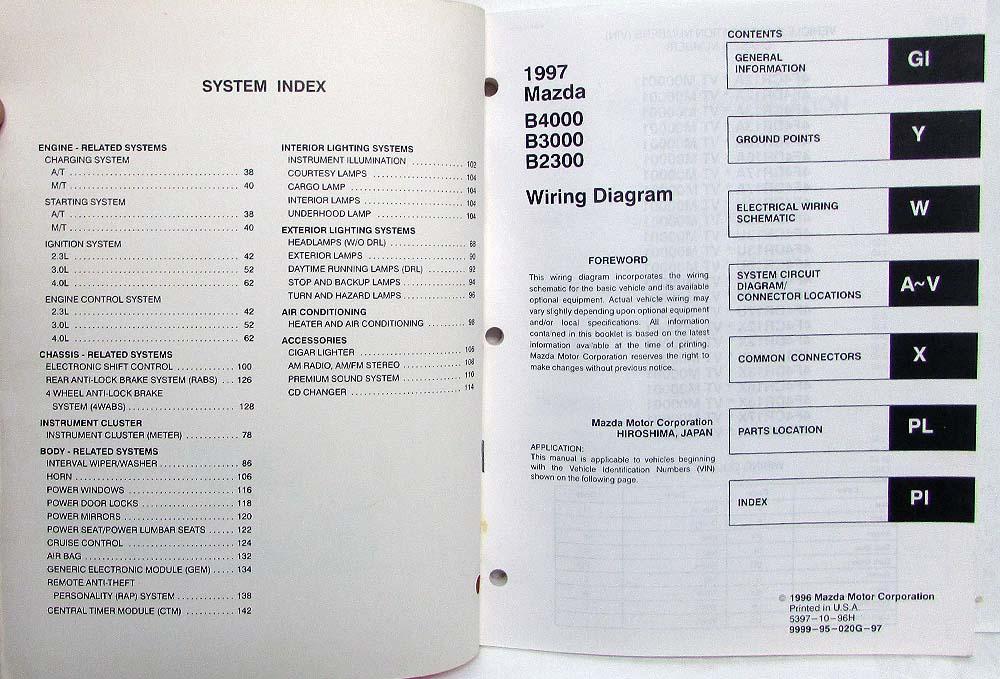 SYSTEM INDEX
ENGINE - RELATED SYSTEMS
CHARGING SYSTEM
A/T ........ 38
M/T ........ 40
STARTING SYSTEM
A/T ........ 38
M/T ........ 40
IGNITION SYSTEM
2.3L ........ 42
3.0L ........ 52
4.0L ........ 62
ENGINE CONTROL SYSTEM
2.3L ........ 42
3.0L ........ 52
4.0L ........ 62
CHASSIS - RELATED SYSTEMS
ELECTRONIC SHIFT CONTROL ........ 100
REAR ANTI-LOCK BRAKE SYSTEM (RABS) ... 126
4 WHEEL ANTI-LOCK BRAKE
SYSTEM (4WABS) ........ 128
INSTRUMENT CLUSTER
INSTRUMENT CLUSTER (METER) ........ 78
BODY - RELATED SYSTEMS
INTERVAL WIPER/WASHER ........ 86
HORN ........ 106
POWER WINDOWS ........ 116
POWER DOOR LOCKS ........ 118
POWER MIRRORS ........ 120
POWER SEAT/POWER LUMBAR SEATS ...... 122
CRUISE CONTROL ........ 124
AIR BAG ........ 132
GENERIC ELECTRONIC MODULE (GEM) ..... 134
REMOTE ANTI-THEFT
PERSONALITY (RAP) SYSTEM ........ 138
CENTRAL TIMER MODULE (CTM) ........ 142
INTERIOR LIGHTING SYSTEMS
INSTRUMENT ILLUMINATION ........ 102
COURTESY LAMPS ........ 104
CARGO LAMP ........ 104
INTERIOR LAMPS ........ 104
UNDERHOOD LAMP ........ 104
EXTERIOR LIGHTING SYSTEMS
HEADLAMPS (W/O DRL) ........ 88
EXTERIOR LAMPS ........ 90
DAYTIME RUNNING LAMPS (DRL) ........ 92
STOP AND BACKUP LAMPS ........ 94
TURN AND HAZARD LAMPS ........ 96
AIR CONDITIONING
HEATER AND AIR CONDITIONING ........ 98
ACCESSORIES
CIGAR LIGHTER ........ 106
AM RADIO, AM/FM STEREO ........ 108
PREMIUM SOUND SYSTEM ........ 110
CD CHANGER ........ 114
1997
Mazda
B4000
B3000
B2300
Wiring Diagram
FOREWORD
This wiring diagram incorporates the wiring
schematic for the basic vehicle and its available
optional equipment. Actual vehicle wiring may
vary slightly depending upon optional equipment
and/or local specifications. All information
contained in this booklet is based on the latest
information available at the time of printing.
Mazda Motor Corporation reserves the right to
make changes without previous notice.
Mazda Motor Corporation
HIROSHIMA, JAPAN
APPLICATION:
This manual is applicable to vehicles beginning
with the Vehicle Identification Numbers (VIN)
shown on the following page.
CONTENTS
GENERAL
INFORMATION
GI
GROUND POINTS
Y
ELECTRICAL WIRING
SCHEMATIC
W
SYSTEM CIRCUIT
DIAGRAM/
CONNECTOR LOCATIONS
A~V
COMMON CONNECTORS
X
PARTS LOCATION
PL
INDEX
PI
© 1996 Mazda Motor Corporation
Printed in U.S.A.
5397-10-96H
9999-95-020G-97